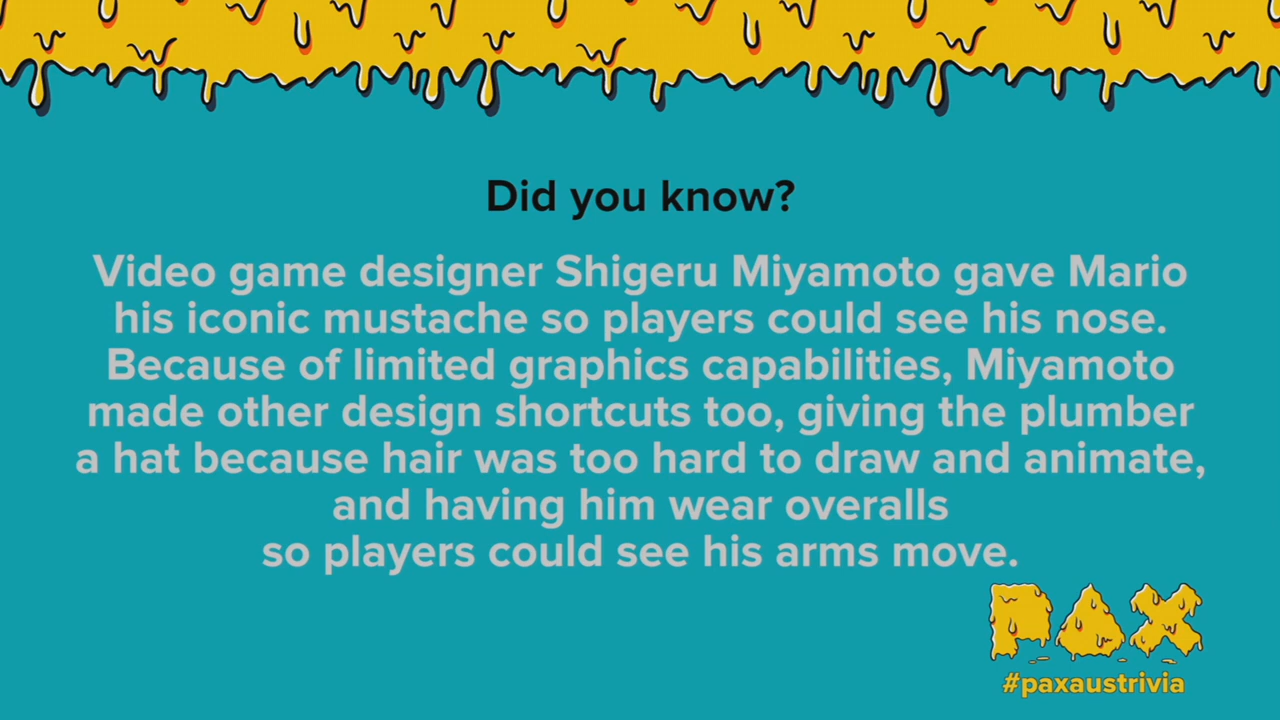 Did you know?
Video game designer Shigeru Miyamoto gave Mario
his iconic mustache so players could see his nose.
Because of limited graphics capabilities, Miyamoto
made other design shortcuts too, giving the plumber
a hat because hair was too hard to draw and animate,
and having him wear overalls
so players could see his arms move.
PAX
#paxaustrivia